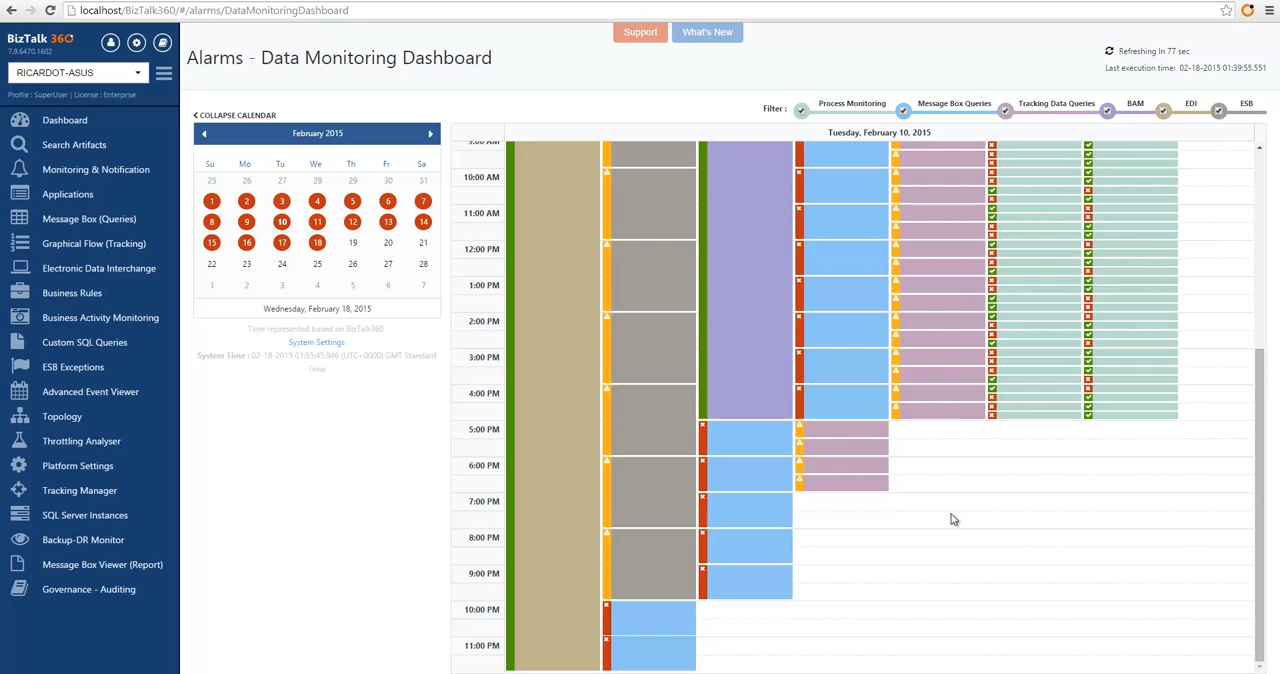 localhost/BizTalk360/#/alarms/DataMonitoringDashboard
BizTalk 360
7.9.6470.1602
RICARDOT-ASUS
Profile : SuperUser | License : Enterprise
Dashboard
Search Artifacts
Monitoring & Notification
Applications
Message Box (Queries)
Graphical Flow (Tracking)
Electronic Data Interchange
Business Rules
Business Activity Monitoring
Custom SQL Queries
ESB Exceptions
Advanced Event Viewer
Topology
Throttling Analyser
Platform Settings
Tracking Manager
SQL Server Instances
Backup-DR Monitor
Message Box Viewer (Report)
Governance - Auditing
Support
What's New
Alarms - Data Monitoring Dashboard
Refreshing In 77 sec
Last execution time: 02-18-2015 01:39:55.551
Filter :
Process Monitoring
Message Box Queries
Tracking Data Queries
BAM
EDI
ESB
COLLAPSE CALENDAR
February 2015
Su Mo Tu We Th Fr Sa
25 26 27 28 29 30 31
1 2 3 4 5 6 7
8 9 10 11 12 13 14
15 16 17 18 19 20 21
22 23 24 25 26 27 28
1 2 3 4 5 6 7
Wednesday, February 18, 2015
Time represented based on BizTalk360
System Settings
System Time : 02-18-2015 01:35:45.946 (UTC+0000) GMT Standard
Time
Tuesday, February 10, 2015
9:00 AM
10:00 AM
11:00 AM
12:00 PM
1:00 PM
2:00 PM
3:00 PM
4:00 PM
5:00 PM
6:00 PM
7:00 PM
8:00 PM
9:00 PM
10:00 PM
11:00 PM